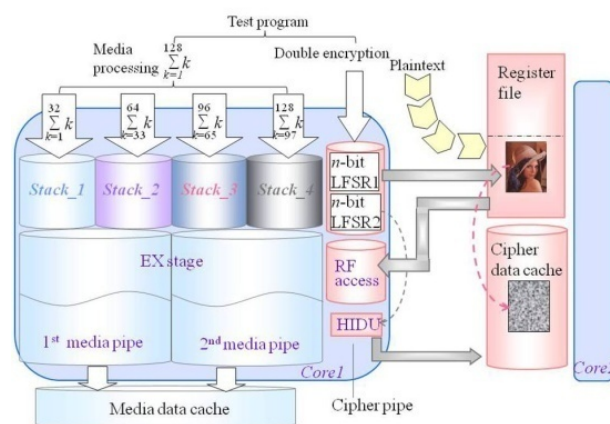 Test program
Media
processing
128
∑ k
k=1
Double encryption
Plaintext
Register
file
32
∑ k
k=1
64
∑ k
k=33
96
∑ k
k=65
128
∑ k
k=97
Stack_1
Stack_2
Stack_3
Stack_4
n-bit
LFSR1
n-bit
LFSR2
EX stage
RF
access
Cipher data cache
HIDU
1st media pipe
2nd media pipe
Core1
Media data cache
Cipher pipe